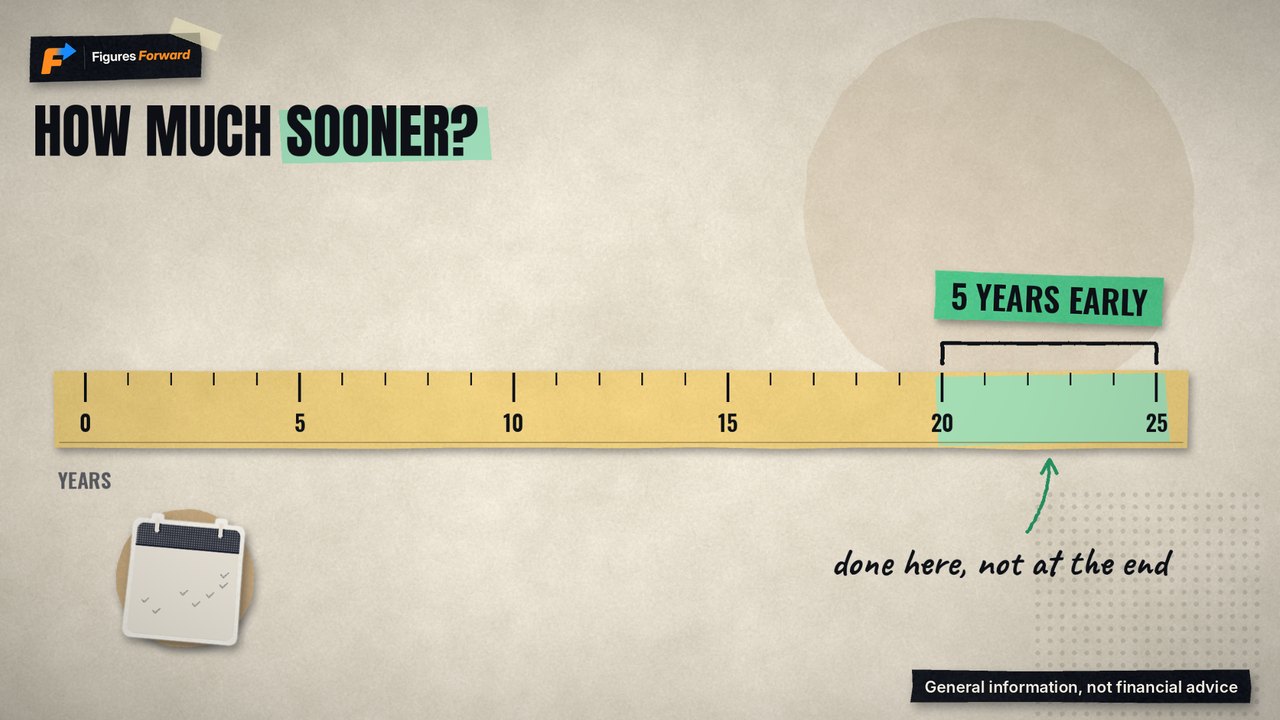 Figures Forward
HOW MUCH SOONER?
5 YEARS EARLY
0 5 10 15 20 25
YEARS
done here, not at the end
General information, not financial advice